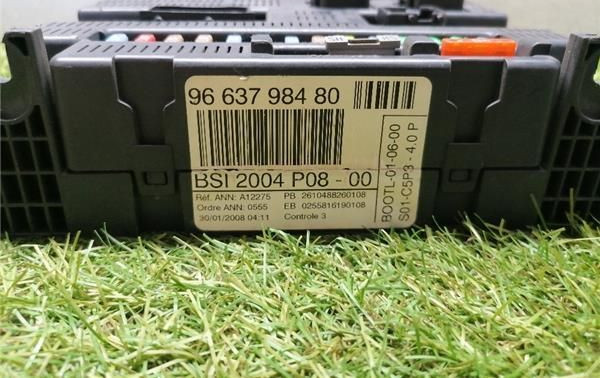 96 637 984 80
BSI 2004 P08 - 00
Réf. ANN: A12275 PB 2610488260108
Ordre ANN: 0555 EB 0255816190108
30/01/2008 04:11 Controle 3
BOOTL-01-06-00
S01-C5P3 - 4.0 P